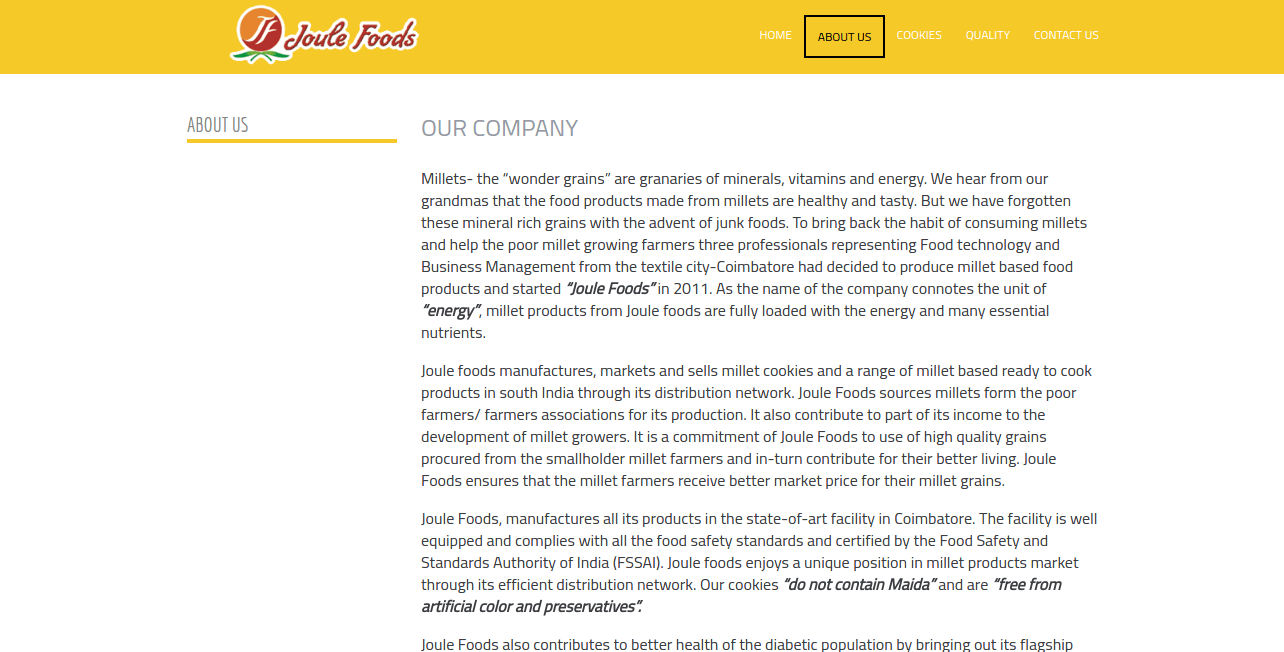 JF Joule Foods
HOME ABOUT US COOKIES QUALITY CONTACT US
ABOUT US
OUR COMPANY
Millets- the “wonder grains” are granaries of minerals, vitamins and energy. We hear from our
grandmas that the food products made from millets are healthy and tasty. But we have forgotten
these mineral rich grains with the advent of junk foods. To bring back the habit of consuming millets
and help the poor millet growing farmers three professionals representing Food technology and
Business Management from the textile city-Coimbatore had decided to produce millet based food
products and started “Joule Foods” in 2011. As the name of the company connotes the unit of
“energy”, millet products from Joule foods are fully loaded with the energy and many essential
nutrients.
Joule foods manufactures, markets and sells millet cookies and a range of millet based ready to cook
products in south India through its distribution network. Joule Foods sources millets form the poor
farmers/ farmers associations for its production. It also contribute to part of its income to the
development of millet growers. It is a commitment of Joule Foods to use of high quality grains
procured from the smallholder millet farmers and in-turn contribute for their better living. Joule
Foods ensures that the millet farmers receive better market price for their millet grains.
Joule Foods, manufactures all its products in the state-of-art facility in Coimbatore. The facility is well
equipped and complies with all the food safety standards and certified by the Food Safety and
Standards Authority of India (FSSAI). Joule foods enjoys a unique position in millet products market
through its efficient distribution network. Our cookies “do not contain Maida” and are “free from
artificial color and preservatives”.
Joule Foods also contributes to better health of the diabetic population by bringing out its flagship